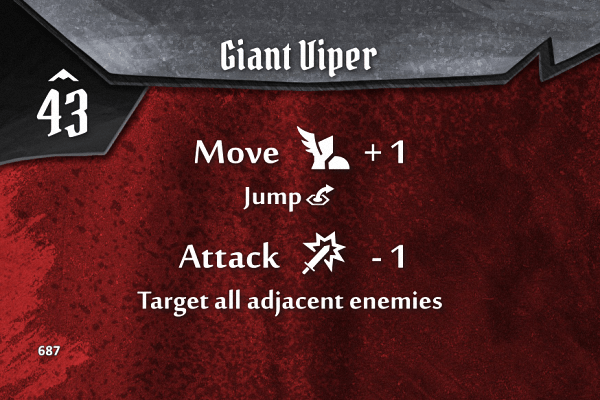 Giant Viper
43
Move + 1
Jump
Attack - 1
Target all adjacent enemies
687